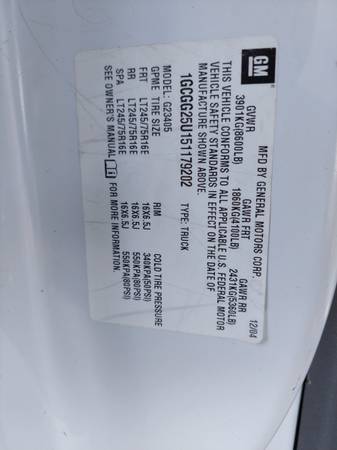 GM
MFD BY GENERAL MOTORS CORP. 12/04
GVWR GAWR FRT GAWR RR
3901KG(8600LB) 1860KG(4100LB) 2431KG(5360LB)
THIS VEHICLE CONFORMS TO ALL APPLICABLE U.S. FEDERAL MOTOR
VEHICLE SAFETY STANDARDS IN EFFECT ON THE DATE OF
MANUFACTURE SHOWN ABOVE.
1GCGG25U151179202 TYPE: TRUCK
MODEL: G23405
GPME TIRE SIZE RIM COLD TIRE PRESSURE
FRT LT245/75R16E 16X6.5J 340KPA(50PSI)
RR LT245/75R16E 16X6.5J 550KPA(80PSI)
SPA LT245/75R16E 16X6.5J 550KPA(80PSI)
SEE OWNER'S MANUAL FOR MORE INFORMATION.